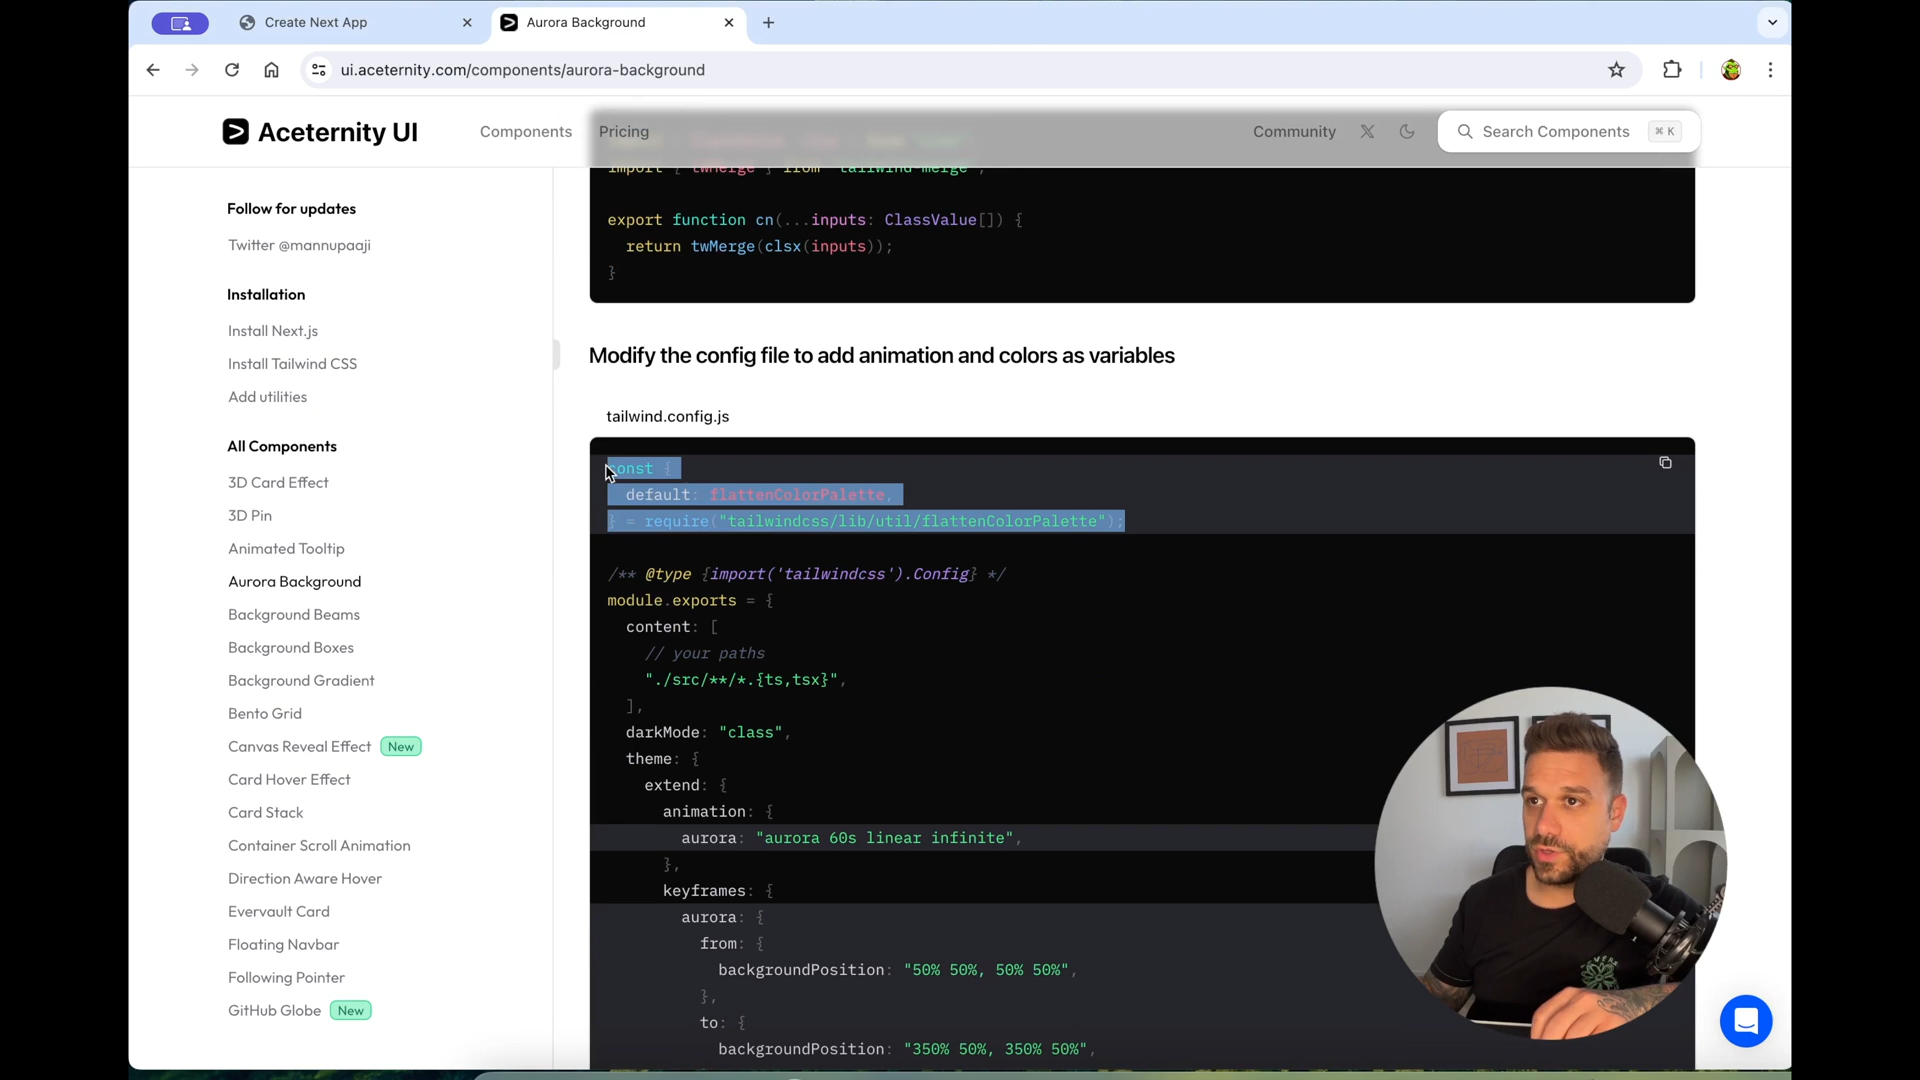 Create Next App
Aurora Background
ui.aceternity.com/components/aurora-background
Aceternity UI
Components
Pricing
Community
Search Components
⌘ K
Follow for updates
Twitter @mannupaaji
Installation
Install Next.js
Install Tailwind CSS
Add utilities
All Components
3D Card Effect
3D Pin
Animated Tooltip
Aurora Background
Background Beams
Background Boxes
Background Gradient
Bento Grid
Canvas Reveal Effect New
Card Hover Effect
Card Stack
Container Scroll Animation
Direction Aware Hover
Evervault Card
Floating Navbar
Following Pointer
GitHub Globe New
import { twMerge } from "tailwind-merge";
export function cn(...inputs: ClassValue[]) {
return twMerge(clsx(inputs));
}
Modify the config file to add animation and colors as variables
tailwind.config.js
const {
default: flattenColorPalette,
} = require("tailwindcss/lib/util/flattenColorPalette");
/** @type {import('tailwindcss').Config} */
module.exports = {
content: [
// your paths
"./src/**/*.{ts,tsx}",
],
darkMode: "class",
theme: {
extend: {
animation: {
aurora: "aurora 60s linear infinite",
},
keyframes: {
aurora: {
from: {
backgroundPosition: "50% 50%, 50% 50%",
},
to: {
backgroundPosition: "350% 50%, 350% 50%",